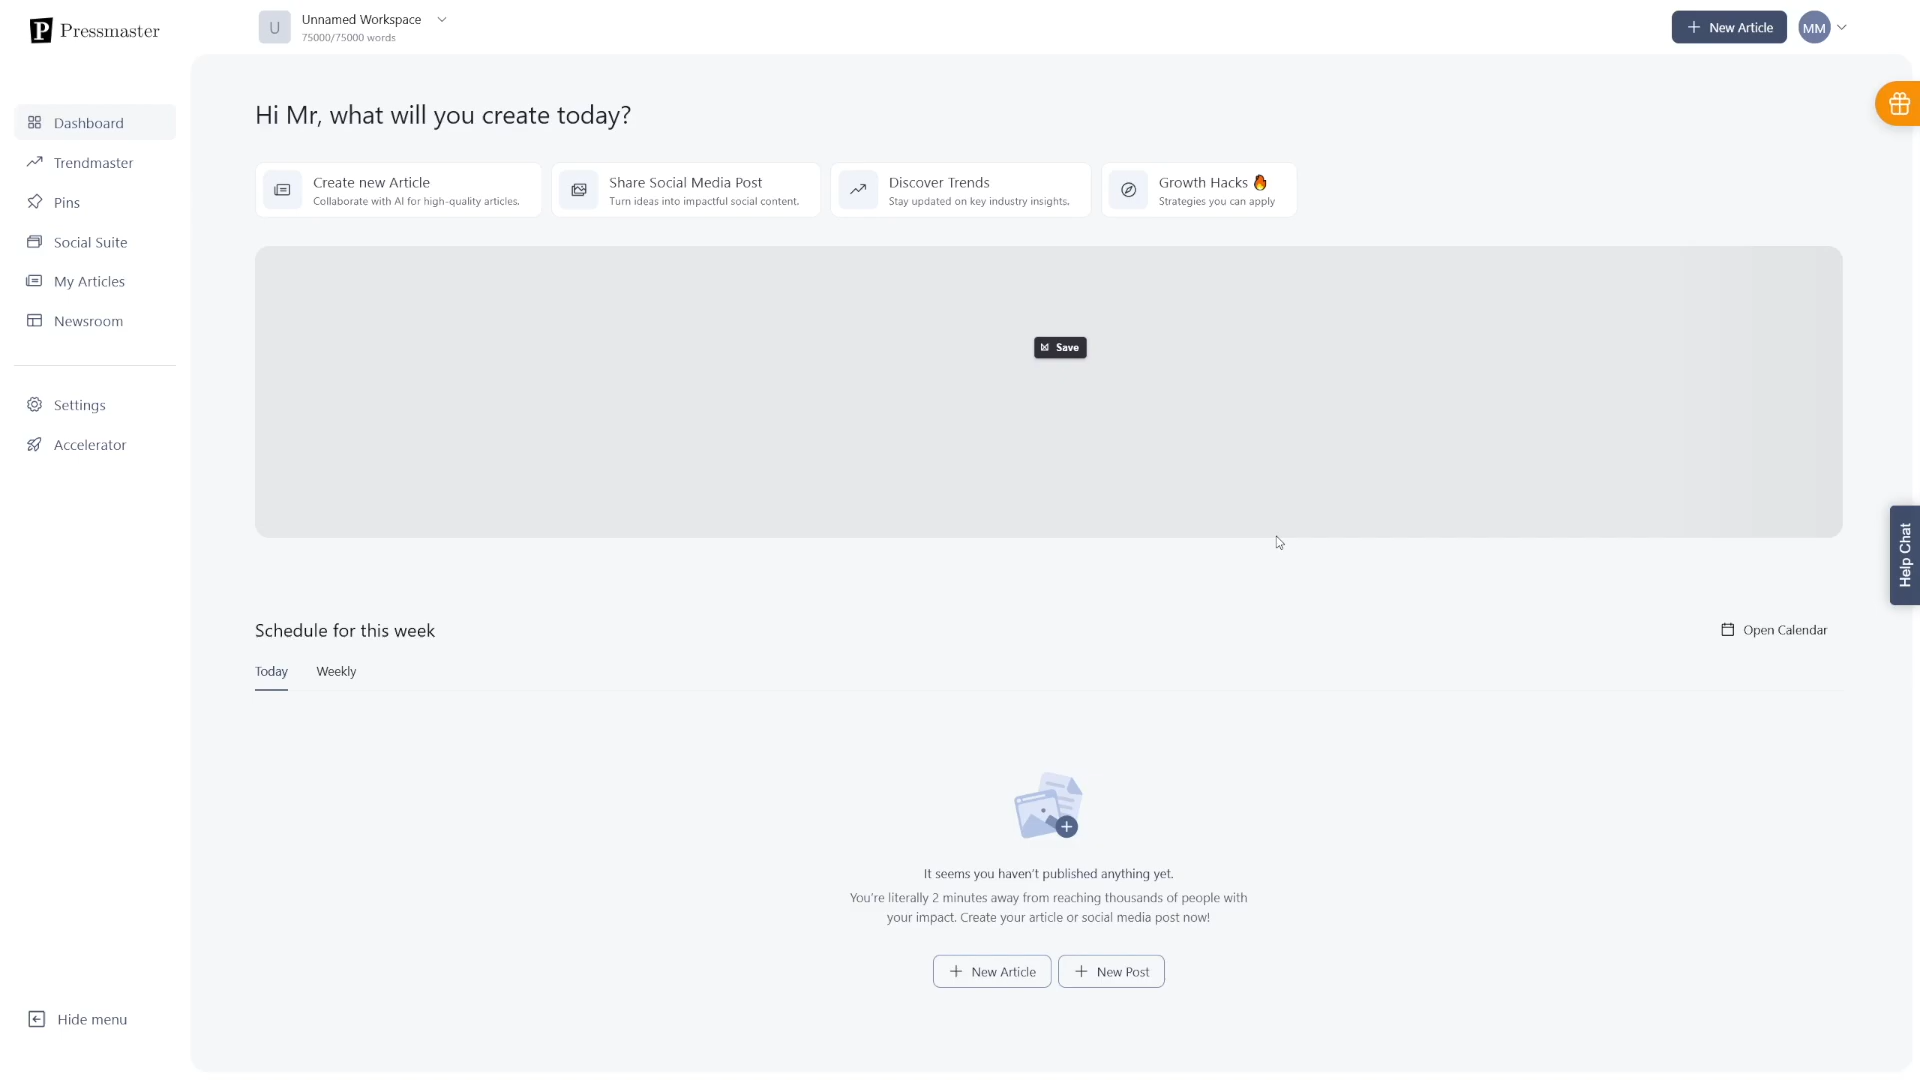 Pressmaster
U
Unnamed Workspace
75000/75000 words
New Article
MM
Dashboard
Trendmaster
Pins
Social Suite
My Articles
Newsroom
Settings
Accelerator
Hide menu
Hi Mr, what will you create today?
Create new Article
Collaborate with AI for high-quality articles.
Share Social Media Post
Turn ideas into impactful social content.
Discover Trends
Stay updated on key industry insights.
Growth Hacks 🔥
Strategies you can apply
Save
Help Chat
Schedule for this week
Open Calendar
Today
Weekly
It seems you haven't published anything yet.
You're literally 2 minutes away from reaching thousands of people with
your impact. Create your article or social media post now!
New Article
New Post